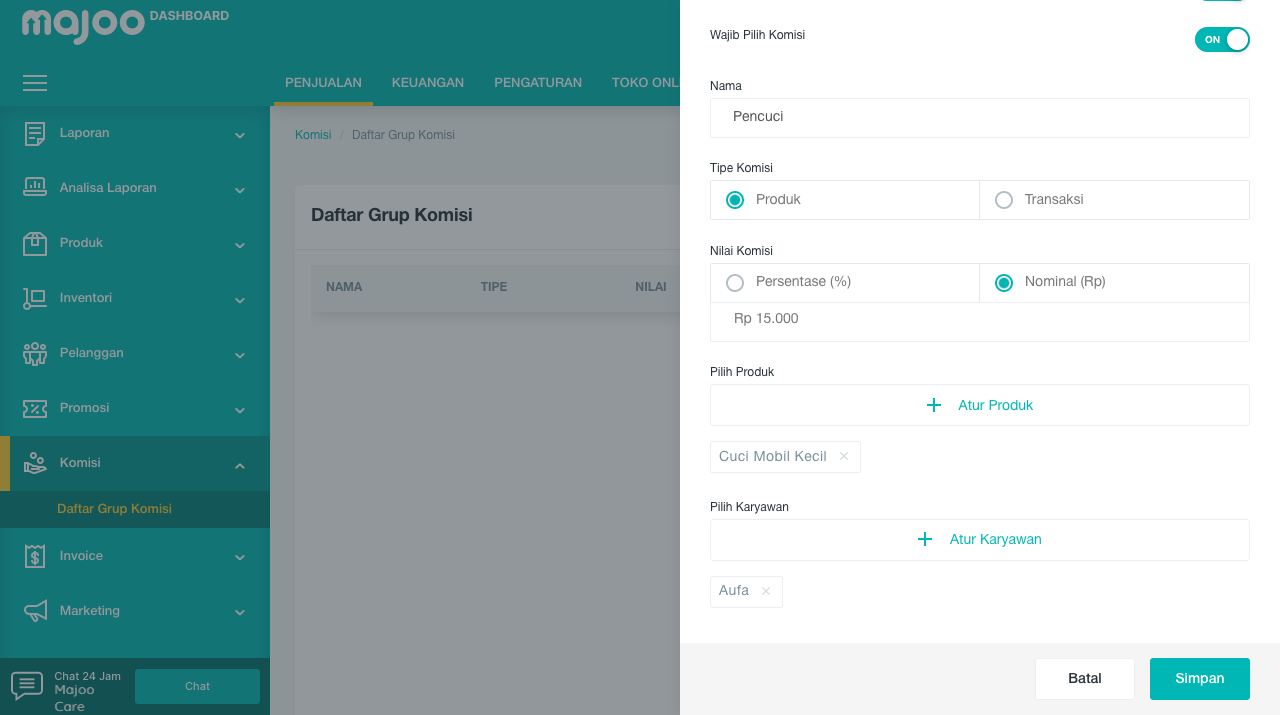 majoo DASHBOARD
PENJUALAN
KEUANGAN
PENGATURAN
TOKO ONL
Laporan
Analisa Laporan
Produk
Inventori
Pelanggan
Promosi
Komisi
Daftar Grup Komisi
Invoice
Marketing
Chat 24 Jam
Majoo
Care
Chat
Komisi / Daftar Grup Komisi
Daftar Grup Komisi
NAMA
TIPE
NILAI
Wajib Pilih Komisi
ON
Nama
Pencuci
Tipe Komisi
Produk
Transaksi
Nilai Komisi
Persentase (%)
Nominal (Rp)
Rp 15.000
Pilih Produk
+ Atur Produk
Cuci Mobil Kecil ×
Pilih Karyawan
+ Atur Karyawan
Aufa ×
Batal
Simpan